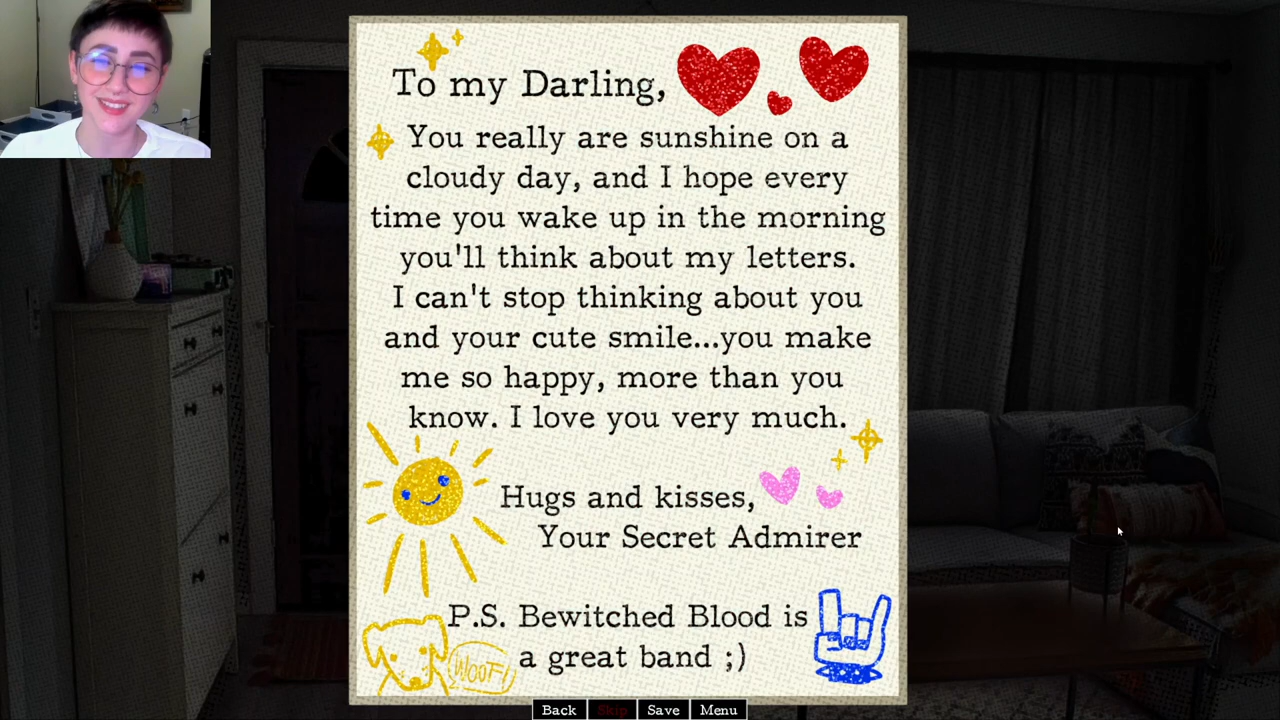 To my Darling,
You really are sunshine on a
cloudy day, and I hope every
time you wake up in the morning
you'll think about my letters.
I can't stop thinking about you
and your cute smile...you make
me so happy, more than you
know. I love you very much.
Hugs and kisses,
Your Secret Admirer
P.S. Bewitched Blood is
a great band ;)
WOOF!
Back Skip Save Menu